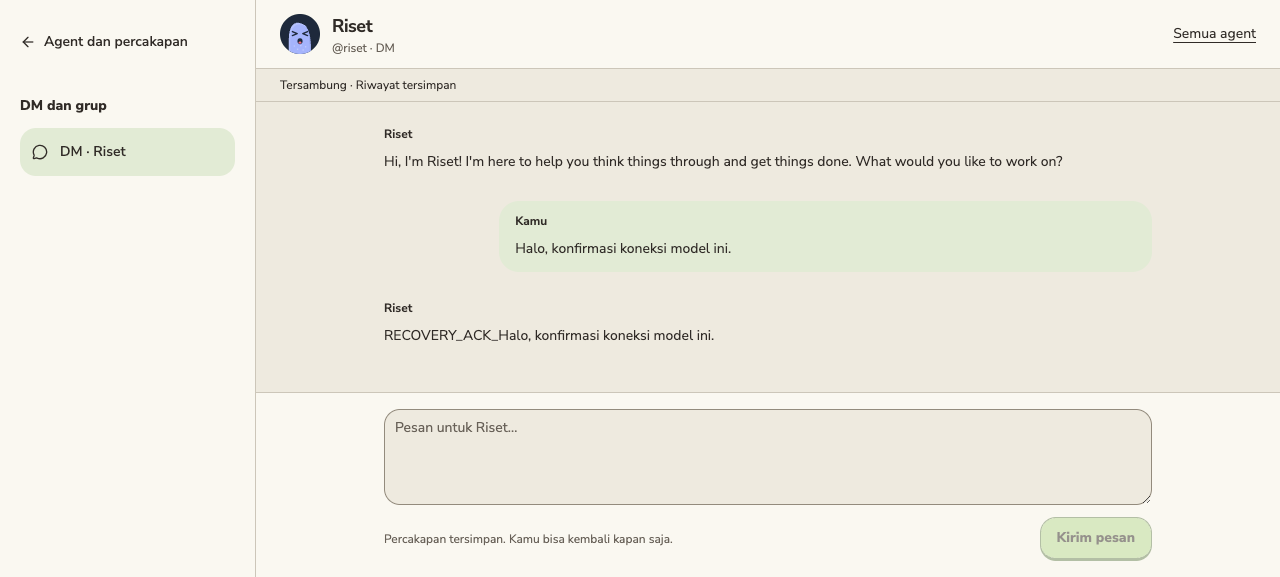 Agent dan percakapan
DM dan grup
DM · Riset
Riset
@riset · DM
Semua agent
Tersambung · Riwayat tersimpan
Riset
Hi, I'm Riset! I'm here to help you think things through and get things done. What would you like to work on?
Kamu
Halo, konfirmasi koneksi model ini.
Riset
RECOVERY_ACK_Halo, konfirmasi koneksi model ini.
Pesan untuk Riset...
Percakapan tersimpan. Kamu bisa kembali kapan saja.
Kirim pesan